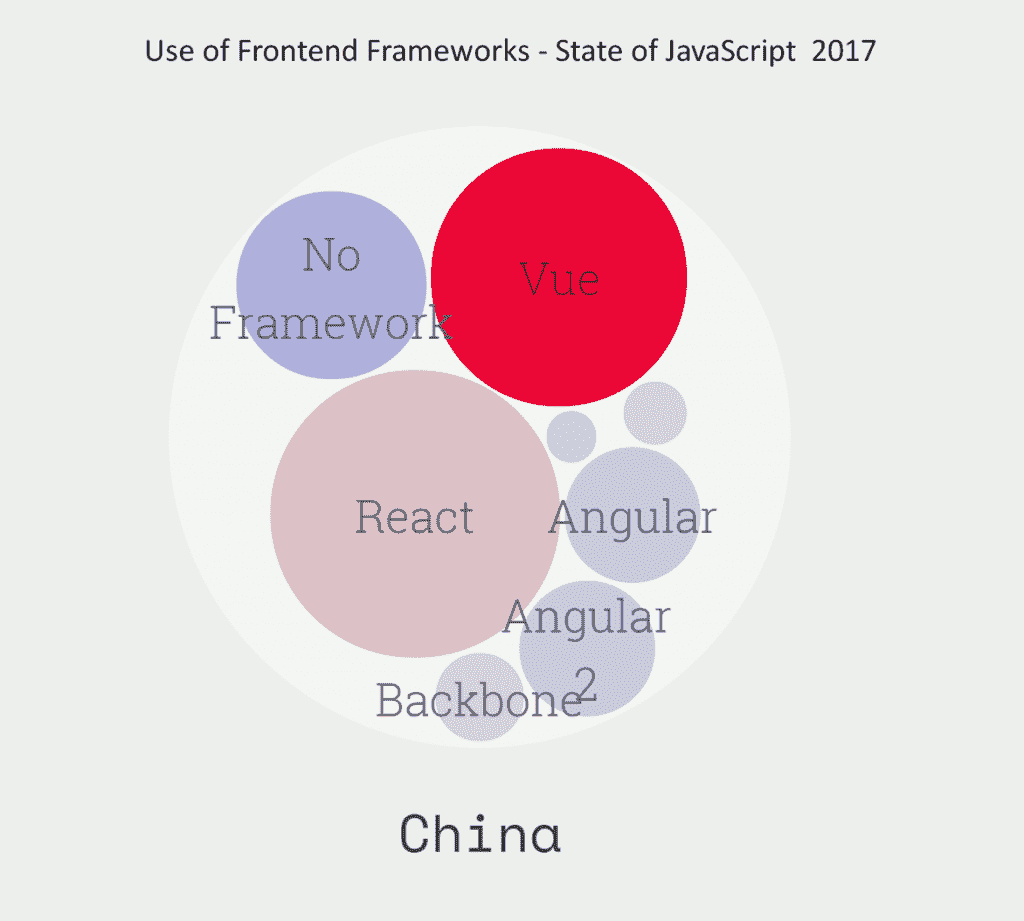 Use of Frontend Frameworks - State of JavaScript 2017
No
Framework
Vue
React
Angular
Angular
2
Backbone
China